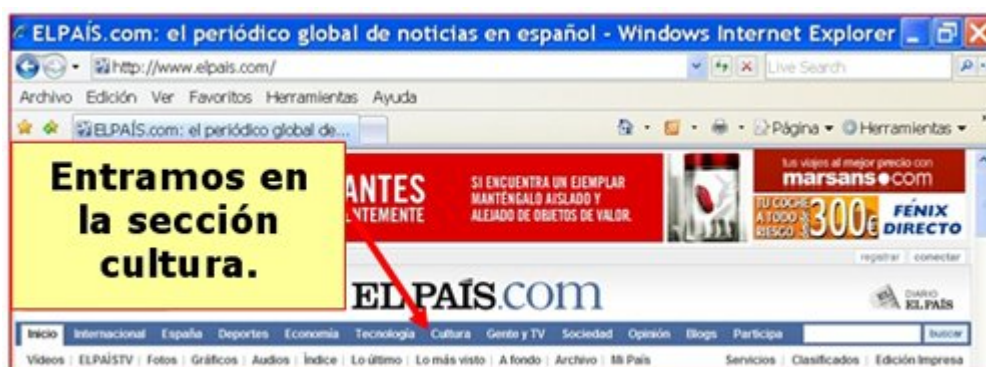 ELPAÍS.com: el periódico global de noticias en español - Windows Internet Explorer
http://www.elpais.com/
Live Search
Archivo Edición Ver Favoritos Herramientas Ayuda
ELPAÍS.com: el periódico global de...
Página Herramientas
Entramos en
la sección
cultura.
ANTES
NTEMENTE
SI ENCUENTRA UN EJEMPLAR
MANTÉNGALO AISLADO Y
ALEJADO DE OBJETOS DE VALOR.
tus viajes al mejor precio con
marsans.com
TU COCHE
A TODO
RIESGO
300€
FÉNIX
DIRECTO
registrar conectar
EL PAÍS.com
DIARIO
EL PAÍS
Inicio Internacional España Deportes Economía Tecnología Cultura Gente y TV Sociedad Opinión Blogs Participa buscar
Vídeos ELPAÍSTV Fotos Gráficos Audios Índice Lo último Lo más visto A fondo Archivo Mi País Servicios Clasificados Edición Impresa